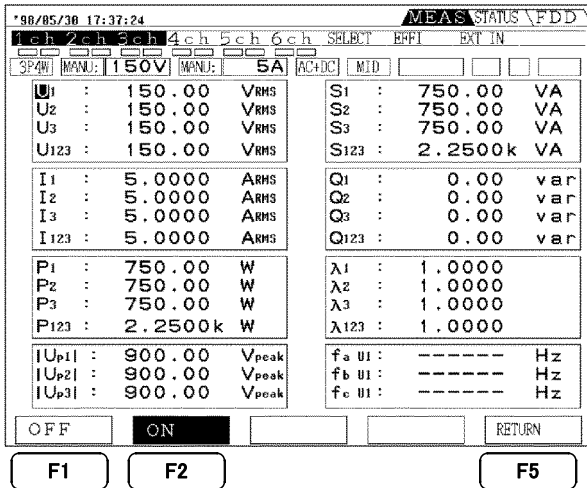 '98/05/30 17:37:24 MEAS STATUS FDD
1ch 2ch 3ch 4ch 5ch 6ch SELECT EFFI EXT IN
3P4W MANU: 150V MANU: 5A AC+DC MID
U1 : 150.00 VRMS
U2 : 150.00 VRMS
U3 : 150.00 VRMS
U123 : 150.00 VRMS
S1 : 750.00 VA
S2 : 750.00 VA
S3 : 750.00 VA
S123 : 2.2500k VA
I1 : 5.0000 ARMS
I2 : 5.0000 ARMS
I3 : 5.0000 ARMS
I123 : 5.0000 ARMS
Q1 : 0.00 var
Q2 : 0.00 var
Q3 : 0.00 var
Q123 : 0.00 var
P1 : 750.00 W
P2 : 750.00 W
P3 : 750.00 W
P123 : 2.2500k W
λ1 : 1.0000
λ2 : 1.0000
λ3 : 1.0000
λ123 : 1.0000
|Up1| : 900.00 Vpeak
|Up2| : 900.00 Vpeak
|Up3| : 900.00 Vpeak
fa U1 : ------ Hz
fb U1 : ------ Hz
fc U1 : ------ Hz
OFF ON RETURN
F1 F2 F5